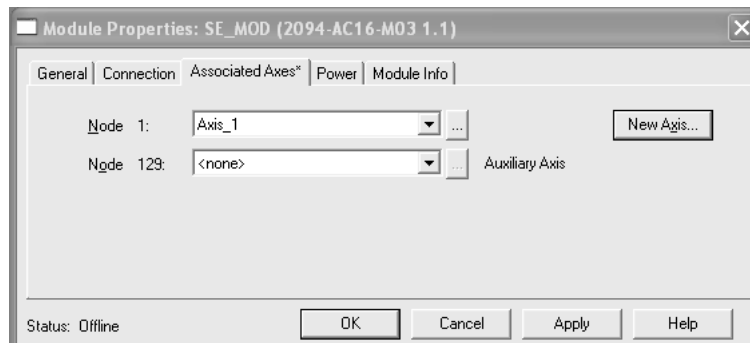 Module Properties: SE_MOD (2094-AC16-M03 1.1)
General Connection Associated Axes* Power Module Info
Node 1: Axis_1 ... New Axis...
Node 129: <none> ... Auxiliary Axis
Status: Offline OK Cancel Apply Help